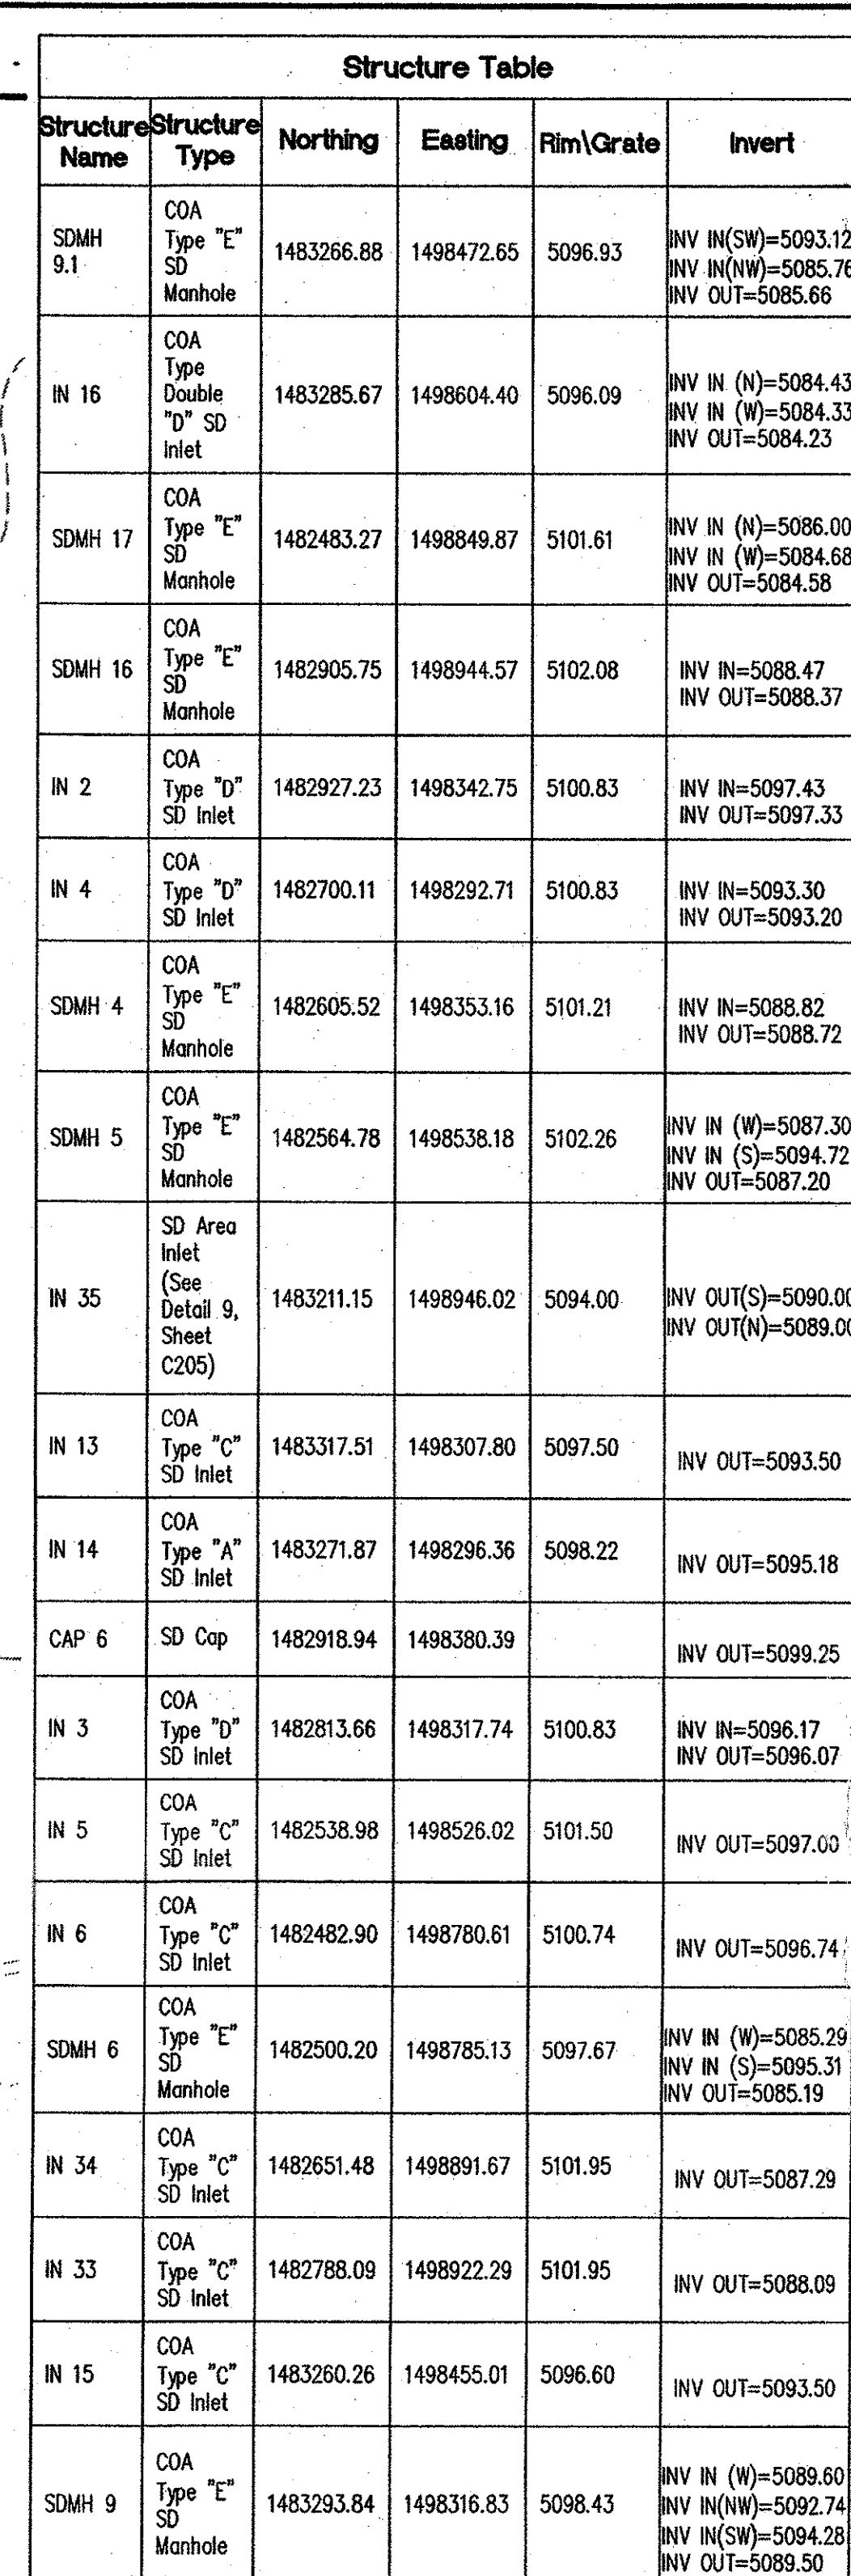 Structure Table
Structure Name Structure Type Northing Easting Rim\Grate Invert
SDMH 9.1 COA Type "E" SD Manhole 1483266.88 1498472.65 5096.93 INV IN(SW)=5093.12 INV IN(NW)=5085.76 INV OUT=5085.66
IN 16 COA Type Double "D" SD Inlet 1483285.67 1498604.40 5096.09 INV IN (N)=5084.43 INV IN (W)=5084.33 INV OUT=5084.23
SDMH 17 COA Type "E" SD Manhole 1482483.27 1498849.87 5101.61 INV IN (N)=5086.00 INV IN (W)=5084.68 INV OUT=5084.58
SDMH 16 COA Type "E" SD Manhole 1482905.75 1498944.57 5102.08 INV IN=5088.47 INV OUT=5088.37
IN 2 COA Type "D" SD Inlet 1482927.23 1498342.75 5100.83 INV IN=5097.43 INV OUT=5097.33
IN 4 COA Type "D" SD Inlet 1482700.11 1498292.71 5100.83 INV IN=5093.30 INV OUT=5093.20
SDMH 4 COA Type "E" SD Manhole 1482605.52 1498353.16 5101.21 INV IN=5088.82 INV OUT=5088.72
SDMH 5 COA Type "E" SD Manhole 1482564.78 1498538.18 5102.26 INV IN (W)=5087.30 INV IN (S)=5094.72 INV OUT=5087.20
IN 35 SD Area Inlet (See Detail 9, Sheet C205) 1483211.15 1498946.02 5094.00 INV OUT(S)=5090.00 INV OUT(N)=5089.00
IN 13 COA Type "C" SD Inlet 1483317.51 1498307.80 5097.50 INV OUT=5093.50
IN 14 COA Type "A" SD Inlet 1483271.87 1498296.36 5098.22 INV OUT=5095.18
CAP 6 SD Cap 1482918.94 1498380.39 INV OUT=5099.25
IN 3 COA Type "D" SD Inlet 1482813.66 1498317.74 5100.83 INV IN=5096.17 INV OUT=5096.07
IN 5 COA Type "C" SD Inlet 1482538.98 1498526.02 5101.50 INV OUT=5097.00
IN 6 COA Type "C" SD Inlet 1482482.90 1498780.61 5100.74 INV OUT=5096.74
SDMH 6 COA Type "E" SD Manhole 1482500.20 1498785.13 5097.67 INV IN (W)=5085.29 INV IN (S)=5095.31 INV OUT=5085.19
IN 34 COA Type "C" SD Inlet 1482651.48 1498891.67 5101.95 INV OUT=5087.29
IN 33 COA Type "C" SD Inlet 1482788.09 1498922.29 5101.95 INV OUT=5088.09
IN 15 COA Type "C" SD Inlet 1483260.26 1498455.01 5096.60 INV OUT=5093.50
SDMH 9 COA Type "E" SD Manhole 1483293.84 1498316.83 5098.43 INV IN (W)=5089.60 INV IN(NW)=5092.74 INV IN(SW)=5094.28 INV OUT=5089.50